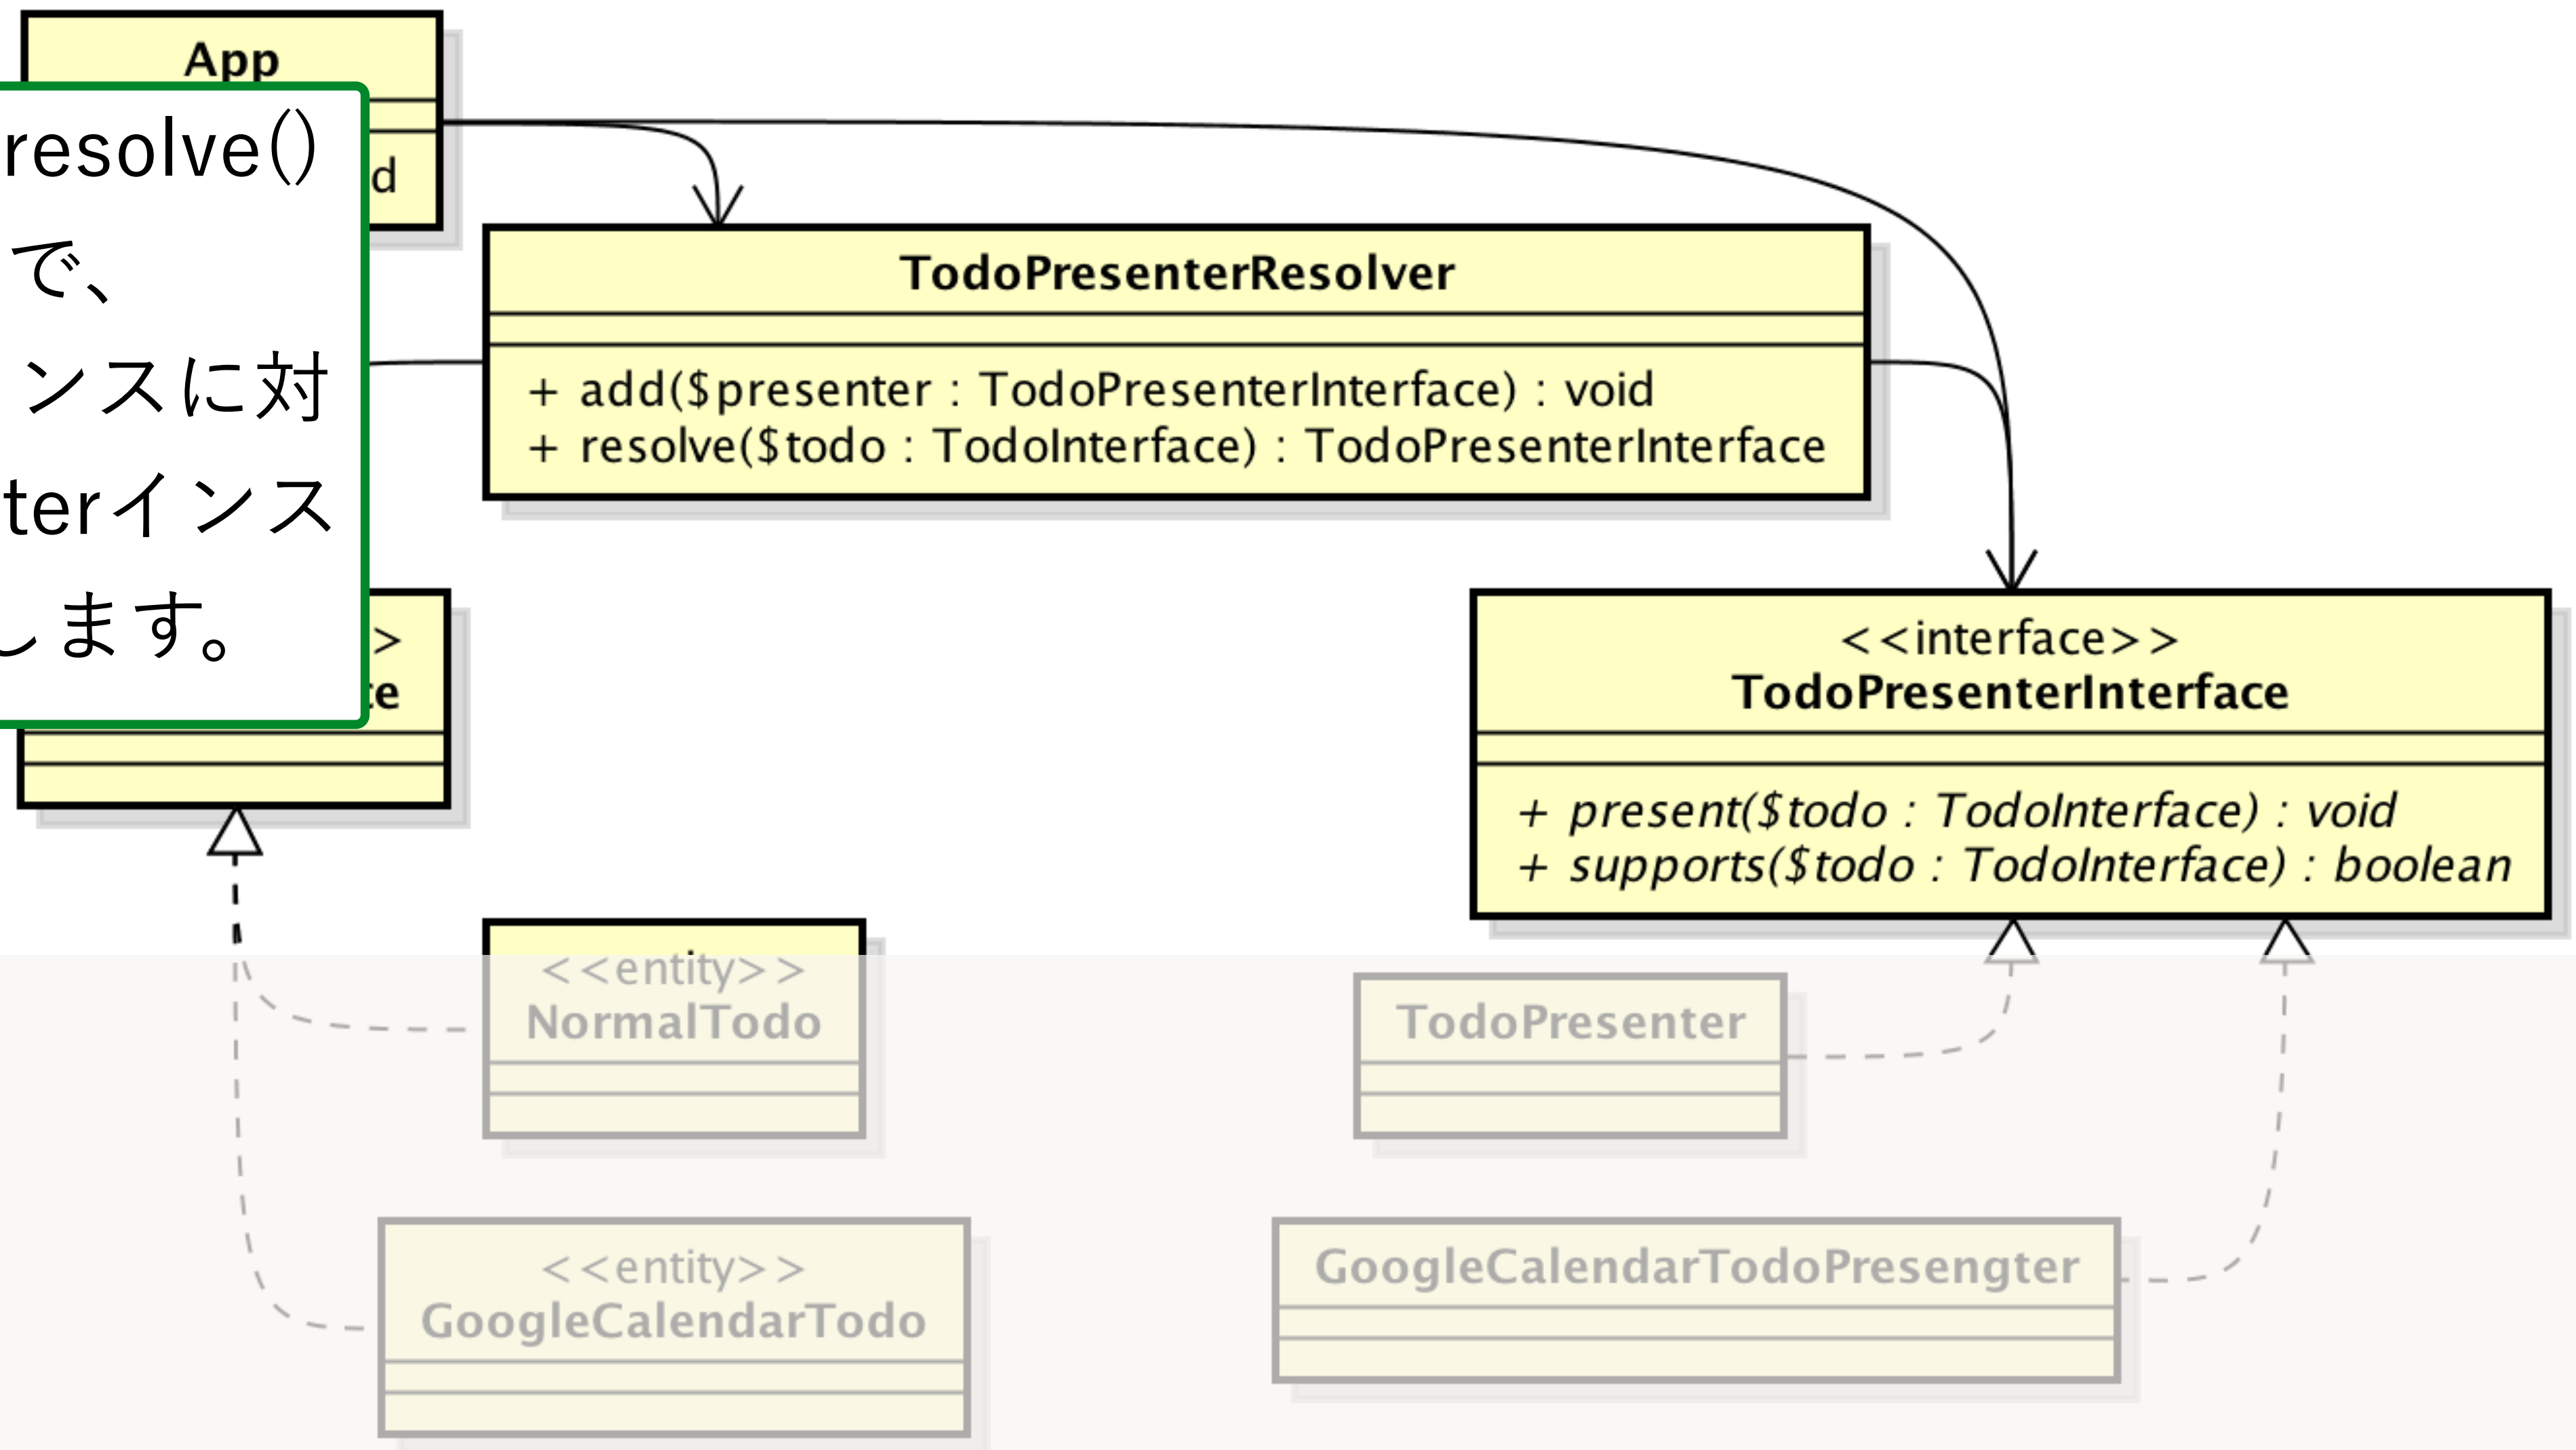 App
resolve()
で、
ンスに対
terインス
します。
d
TodoPresenterResolver
+ add($presenter : TodoPresenterInterface) : void
+ resolve($todo : TodoInterface) : TodoPresenterInterface
>
ce
<<interface>>
TodoPresenterInterface
+ present($todo : TodoInterface) : void
+ supports($todo : TodoInterface) : boolean
<<entity>>
NormalTodo
TodoPresenter
<<entity>>
GoogleCalendarTodo
GoogleCalendarTodoPresengter